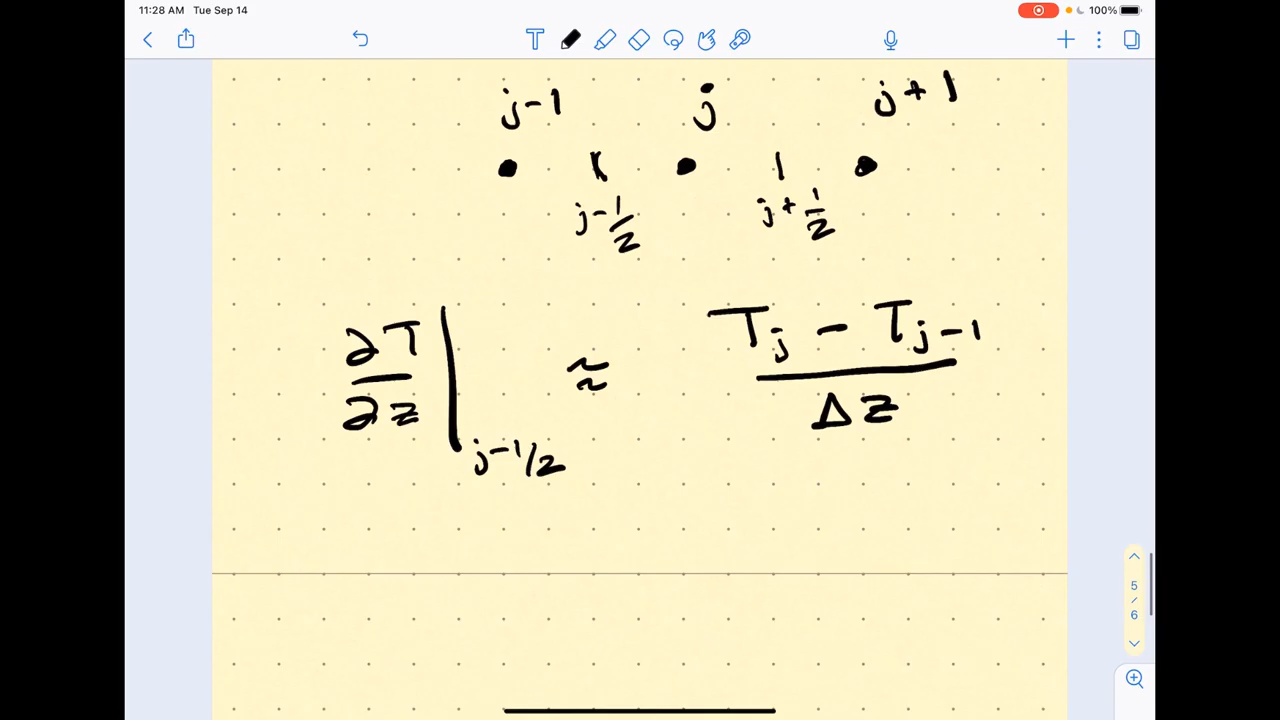 11:28 AM Tue Sep 14 100%
j-1 j j+1
j-1/2 j+1/2
∂T/∂z |j-1/2 ≈ (Tj - Tj-1)/Δz
5
/
6